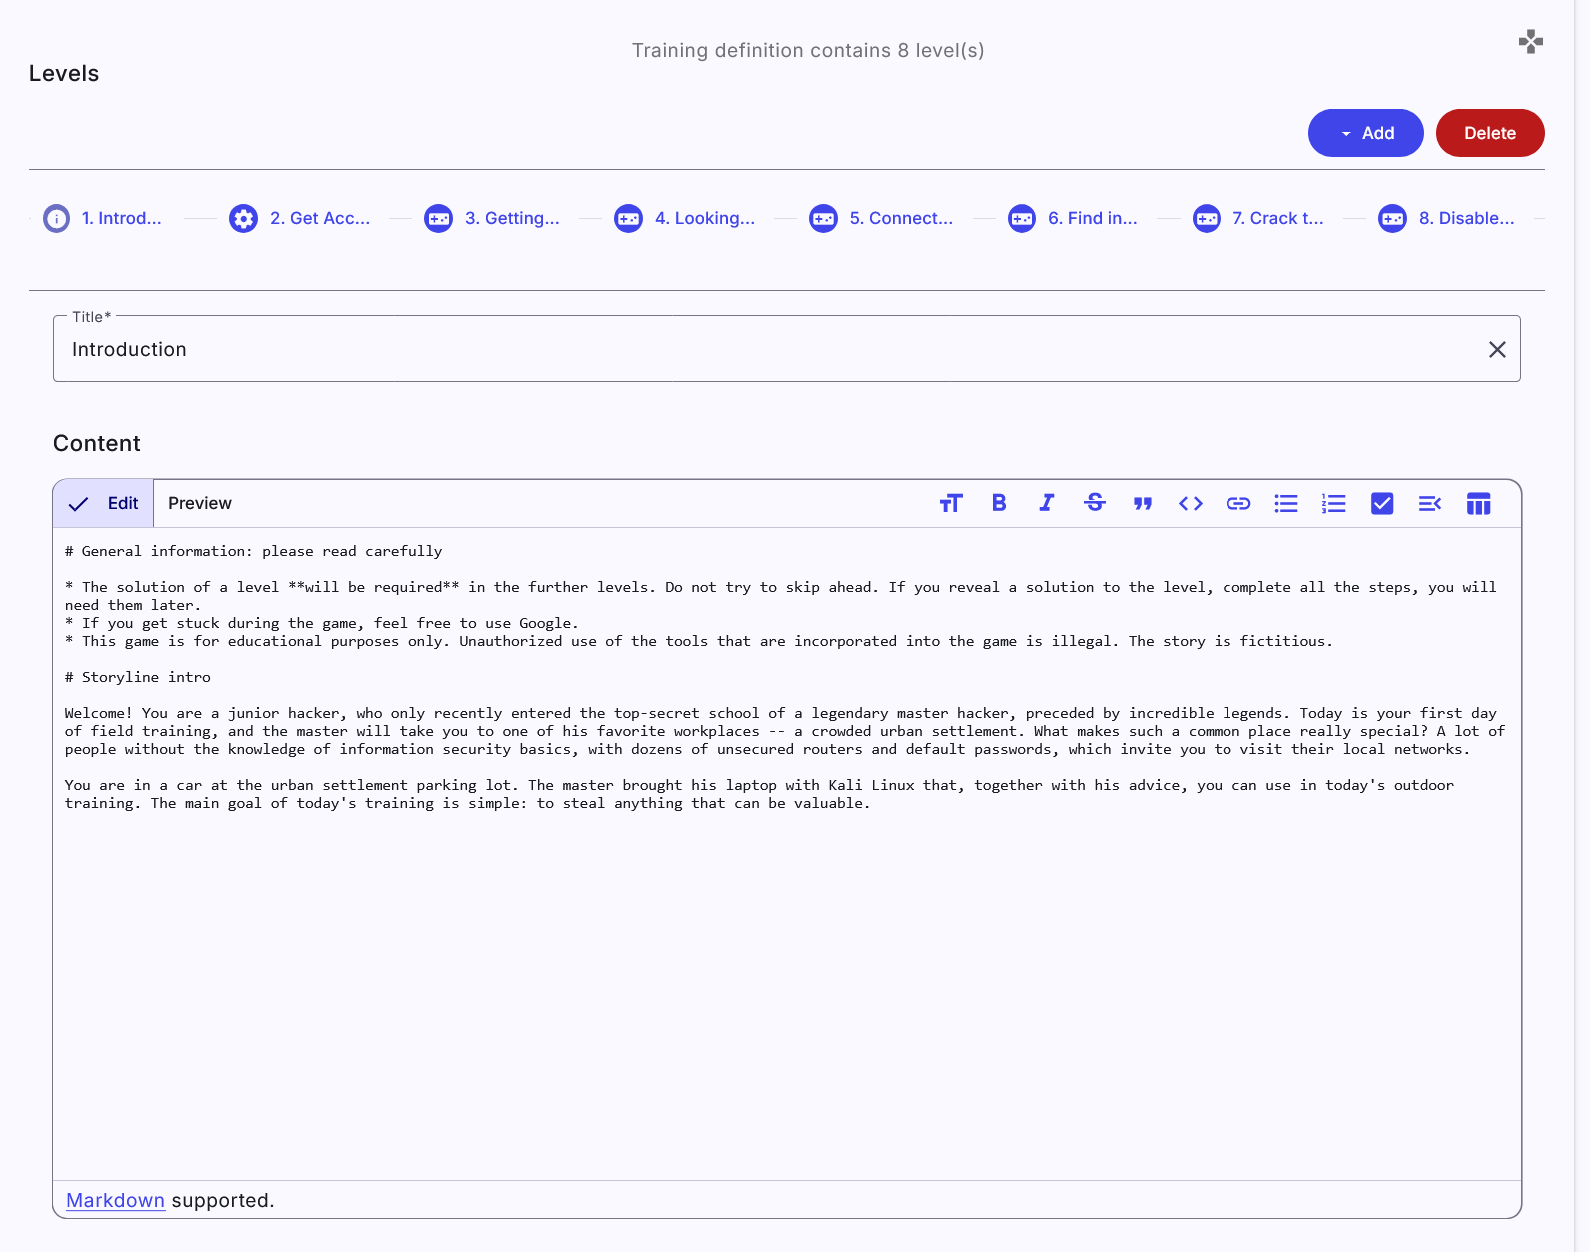 Training definition contains 8 level(s)
Levels
Add
Delete
1. Introd...
2. Get Acc...
3. Getting...
4. Looking...
5. Connect...
6. Find in...
7. Crack t...
8. Disable...
Title*
Introduction
Content
Edit
Preview
# General information: please read carefully
* The solution of a level **will be required** in the further levels. Do not try to skip ahead. If you reveal a solution to the level, complete all the steps, you will
need them later.
* If you get stuck during the game, feel free to use Google.
* This game is for educational purposes only. Unauthorized use of the tools that are incorporated into the game is illegal. The story is fictitious.
# Storyline intro
Welcome! You are a junior hacker, who only recently entered the top-secret school of a legendary master hacker, preceded by incredible legends. Today is your first day
of field training, and the master will take you to one of his favorite workplaces -- a crowded urban settlement. What makes such a common place really special? A lot of
people without the knowledge of information security basics, with dozens of unsecured routers and default passwords, which invite you to visit their local networks.
You are in a car at the urban settlement parking lot. The master brought his laptop with Kali Linux that, together with his advice, you can use in today's outdoor
training. The main goal of today's training is simple: to steal anything that can be valuable.
Markdown supported.